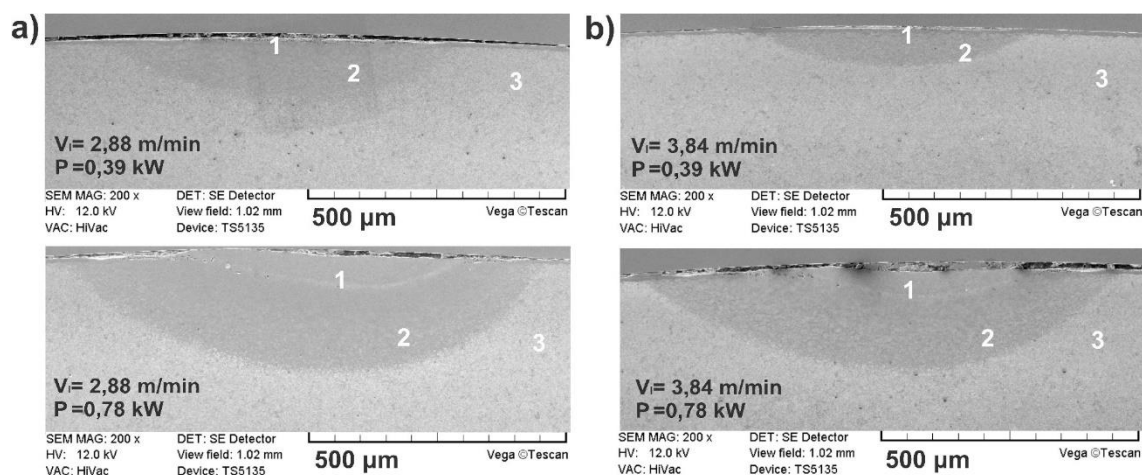 a)
1
2
3
Vₗ= 2,88 m/min
P =0,39 kW
SEM MAG: 200 x DET: SE Detector
HV: 12.0 kV View field: 1.02 mm 500 µm Vega ©Tescan
VAC: HiVac Device: TS5135
1
2
3
Vₗ= 2,88 m/min
P =0,78 kW
SEM MAG: 200 x DET: SE Detector
HV: 12.0 kV View field: 1.02 mm 500 µm Vega ©Tescan
VAC: HiVac Device: TS5135
b)
1
2
3
Vₗ= 3,84 m/min
P =0,39 kW
SEM MAG: 200 x DET: SE Detector
HV: 12.0 kV View field: 1.02 mm 500 µm Vega ©Tescan
VAC: HiVac Device: TS5135
1
2
3
Vₗ= 3,84 m/min
P =0,78 kW
SEM MAG: 200 x DET: SE Detector
HV: 12.0 kV View field: 1.02 mm 500 µm Vega ©Tescan
VAC: HiVac Device: TS5135